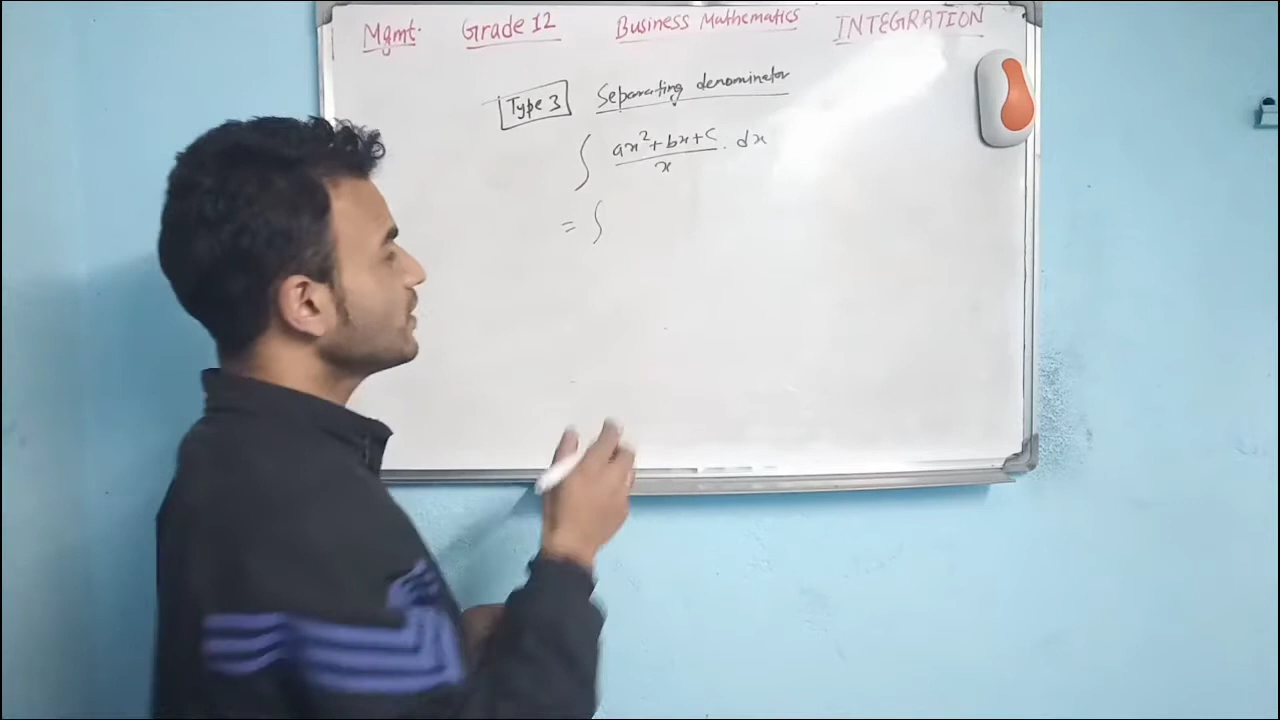 Mgmt. Grade 12 Business Mathematics INTEGRATION
Type 3 Separating denominator
∫ (ax²+bx+c)/x . dx
= ∫